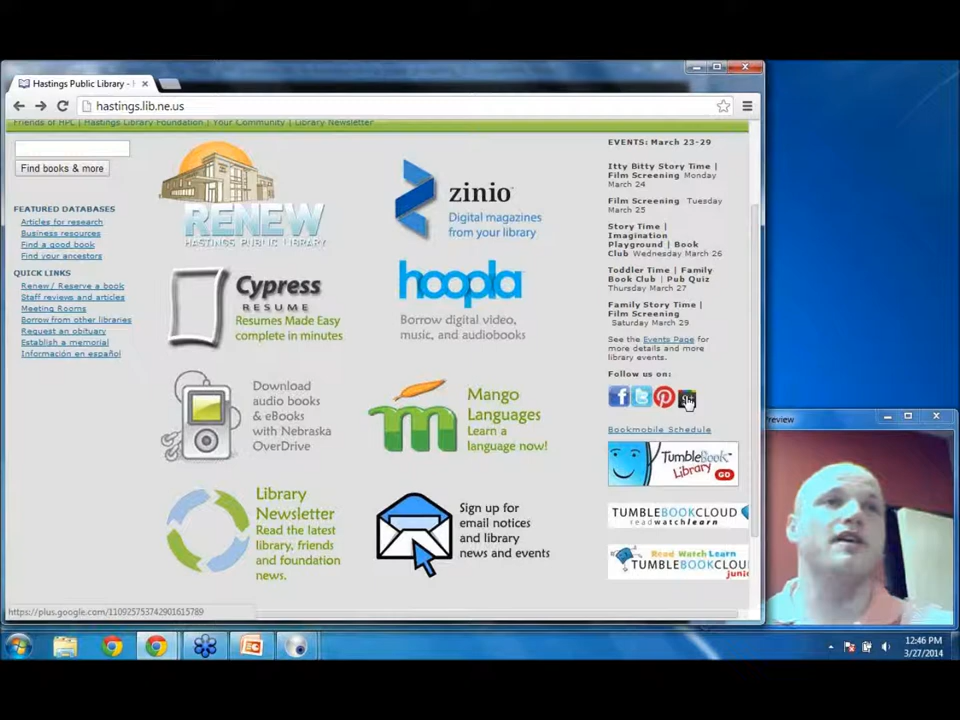 Hastings Public Library -
hastings.lib.ne.us
Friends of HPL | Hastings Library Foundation | Your Community | Library Newsletter
Find books & more
FEATURED DATABASES
Articles for research
Business resources
Find a good book
Find your ancestors
QUICK LINKS
Renew / Reserve a book
Staff reviews and articles
Meeting Rooms
Borrow from other libraries
Request an obituary
Establish a memorial
Información en español
RENEW
HASTINGS PUBLIC LIBRARY
zinio
Digital magazines
from your library
Cypress
RESUME
Resumes Made Easy
complete in minutes
hoopla
Borrow digital video,
music, and audiobooks
Download
audio books
& eBooks
with Nebraska
OverDrive
Mango
Languages
Learn a
language now!
Library
Newsletter
Read the latest
library, friends
and foundation
news.
Sign up for
email notices
and library
news and events
EVENTS: March 23-29
Itty Bitty Story Time |
Film Screening Monday
March 24
Film Screening Tuesday
March 25
Story Time |
Imagination
Playground | Book
Club Wednesday March 26
Toddler Time | Family
Book Club | Pub Quiz
Thursday March 27
Family Story Time |
Film Screening
Saturday March 29
See the Events Page for
more details and more
library events.
Follow us on:
Bookmobile Schedule
TumbleBook
Library
GO
TUMBLEBOOKCLOUD
readwatchlearn
Read Watch Learn
TUMBLEBOOKCLOU
junio
https://plus.google.com/110925753742901615789
Preview
12:46 PM
3/27/2014